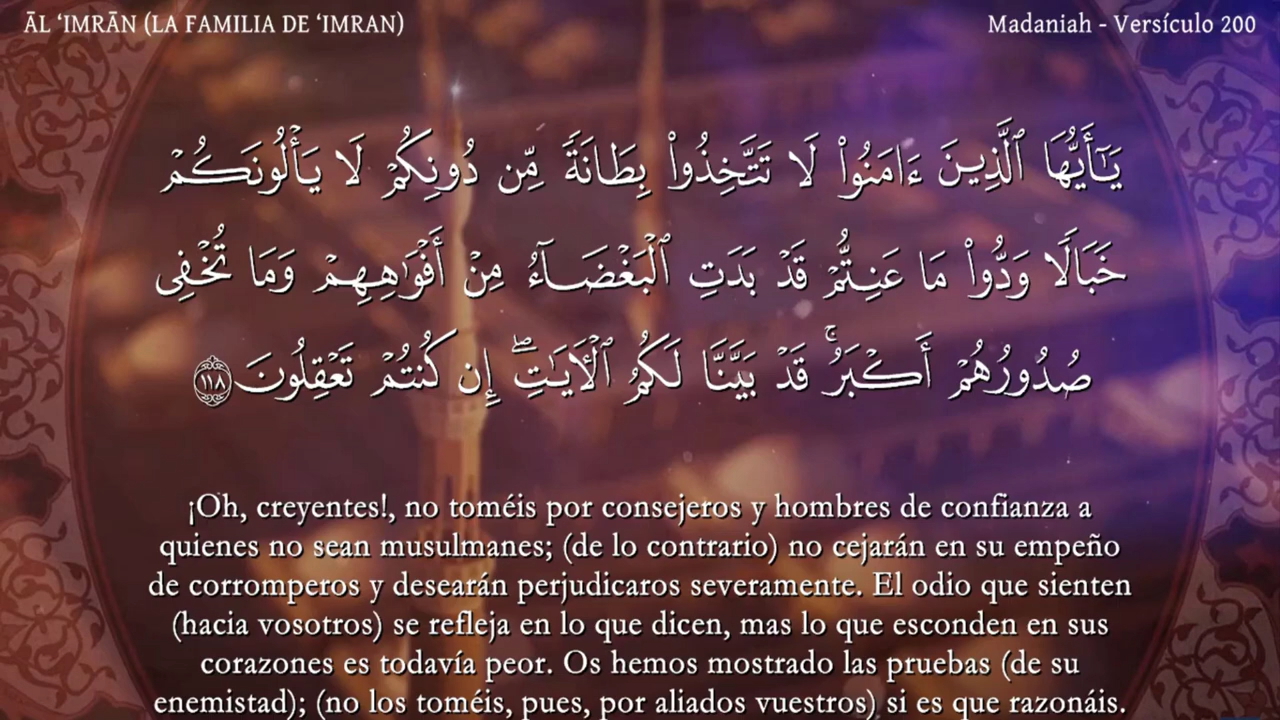 ĀL ‘IMRĀN (LA FAMILIA DE ‘IMRAN)
Madaniah - Versículo 200
يَـٰٓأَيُّهَا ٱلَّذِينَ ءَامَنُوا۟ لَا تَتَّخِذُوا۟ بِطَانَةً مِّن دُونِكُمْ لَا يَأْلُونَكُمْ
خَبَالًا وَدُّوا۟ مَا عَنِتُّمْ قَدْ بَدَتِ ٱلْبَغْضَآءُ مِنْ أَفْوَٰهِهِمْ وَمَا تُخْفِى
صُدُورُهُمْ أَكْبَرُ ۚ قَدْ بَيَّنَّا لَكُمُ ٱلْـَٔايَـٰتِ ۖ إِن كُنتُمْ تَعْقِلُونَ ١١٨
¡Oh, creyentes!, no toméis por consejeros y hombres de confianza a
quienes no sean musulmanes; (de lo contrario) no cejarán en su empeño
de corromperos y desearán perjudicaros severamente. El odio que sienten
(hacia vosotros) se refleja en lo que dicen, mas lo que esconden en sus
corazones es todavía peor. Os hemos mostrado las pruebas (de su
enemistad); (no los toméis, pues, por aliados vuestros) si es que razonáis.